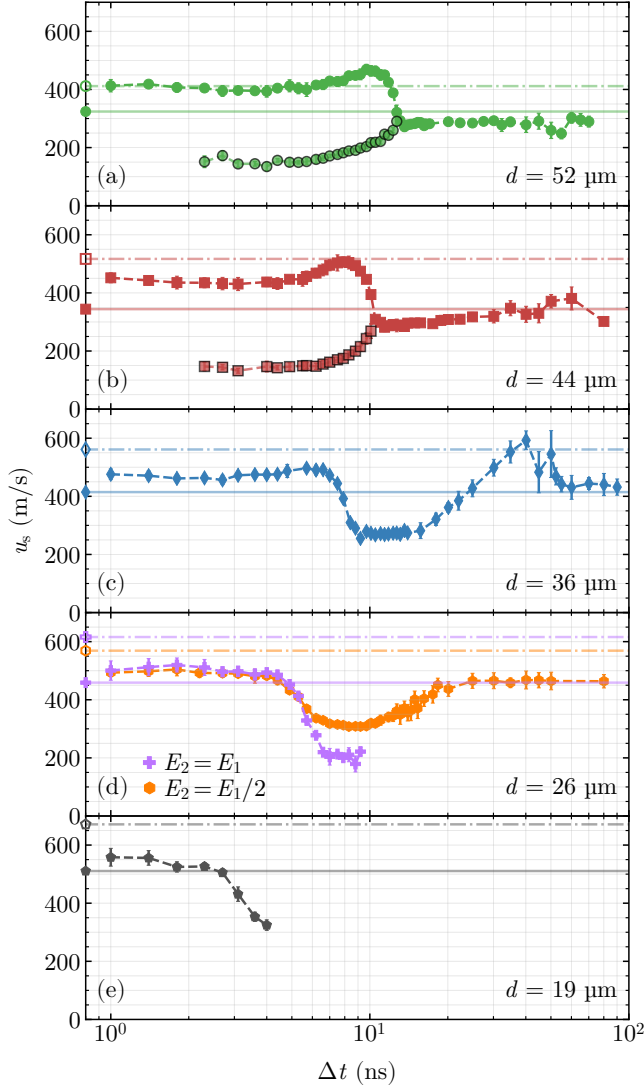 600
400
200
0
(a)
d = 52 μm
600
400
200
0
(b)
d = 44 μm
600
400
200
0
(c)
d = 36 μm
u_s (m/s)
600
400
200
0
E_2 = E_1
E_2 = E_1/2
(d)
d = 26 μm
600
400
200
0
(e)
d = 19 μm
10^0 10^1 10^2
Δt (ns)